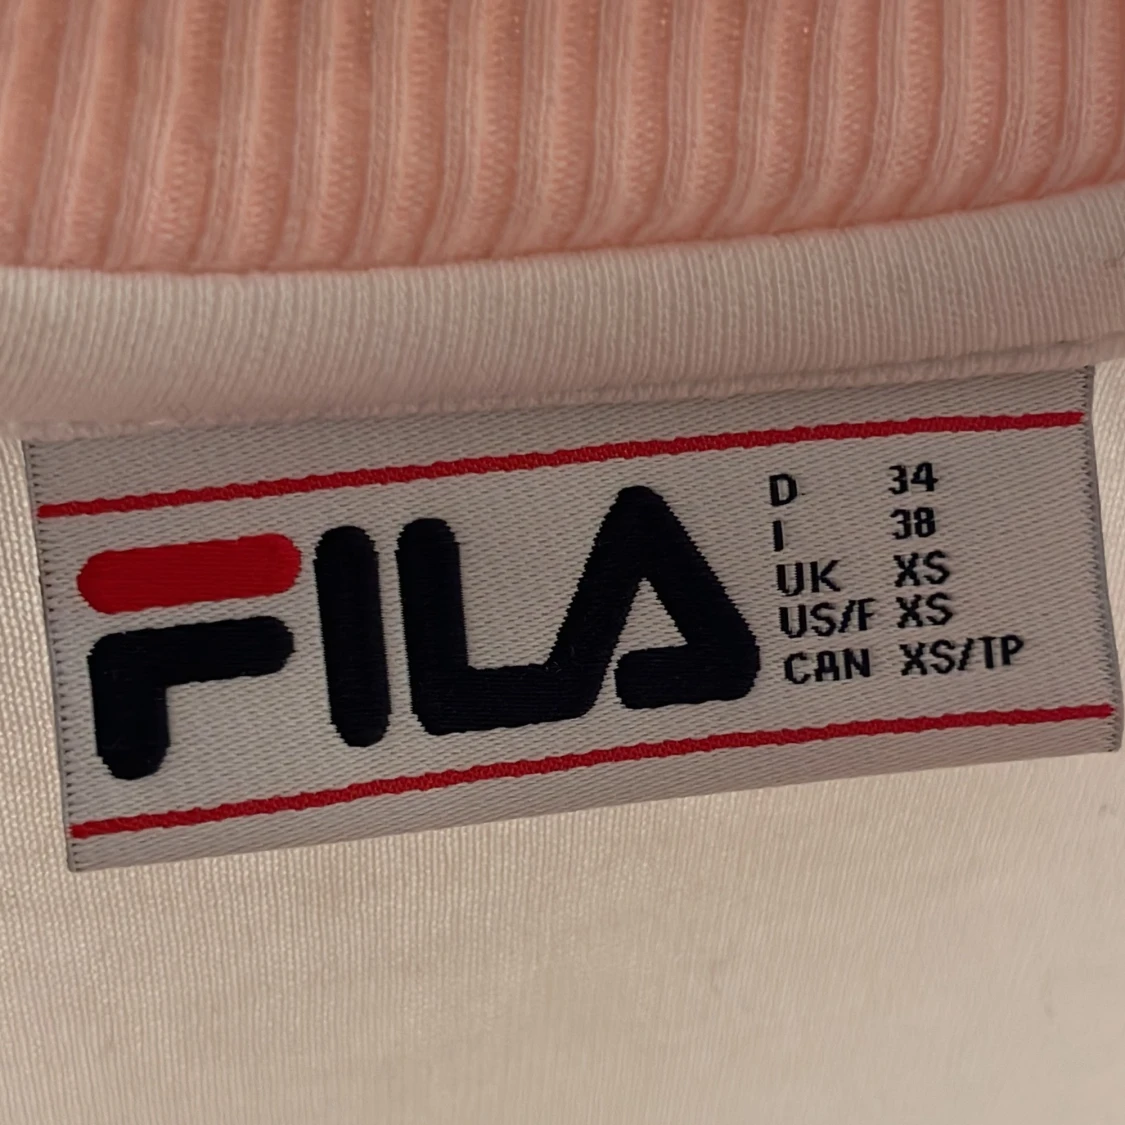 FILA
D 34
I 38
UK XS
US/F XS
CAN XS/TP